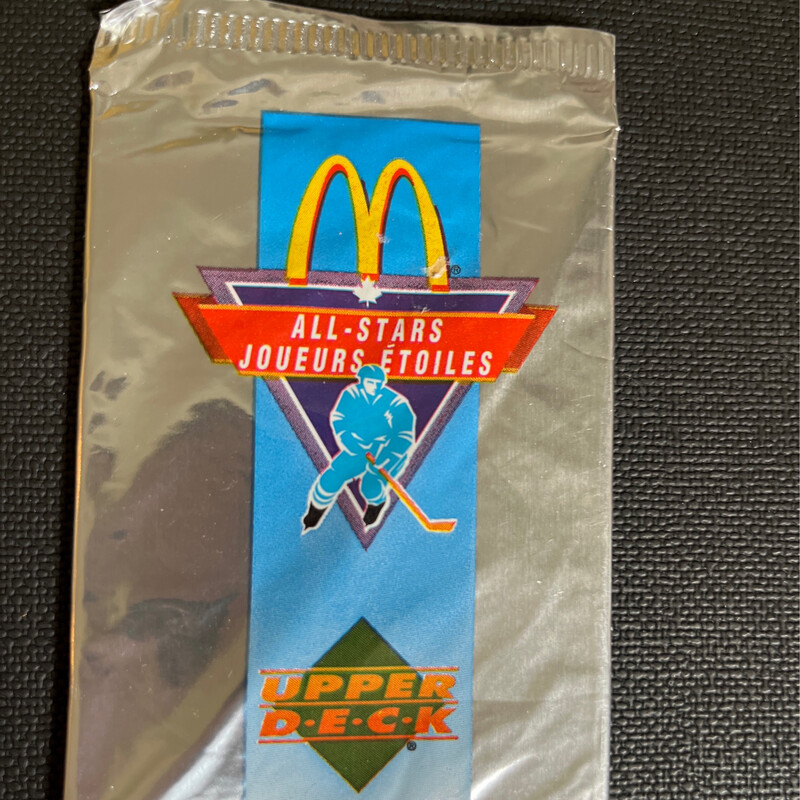 M®
ALL-STARS
JOUEURS ÉTOILES
UPPER
D·E·C·K®